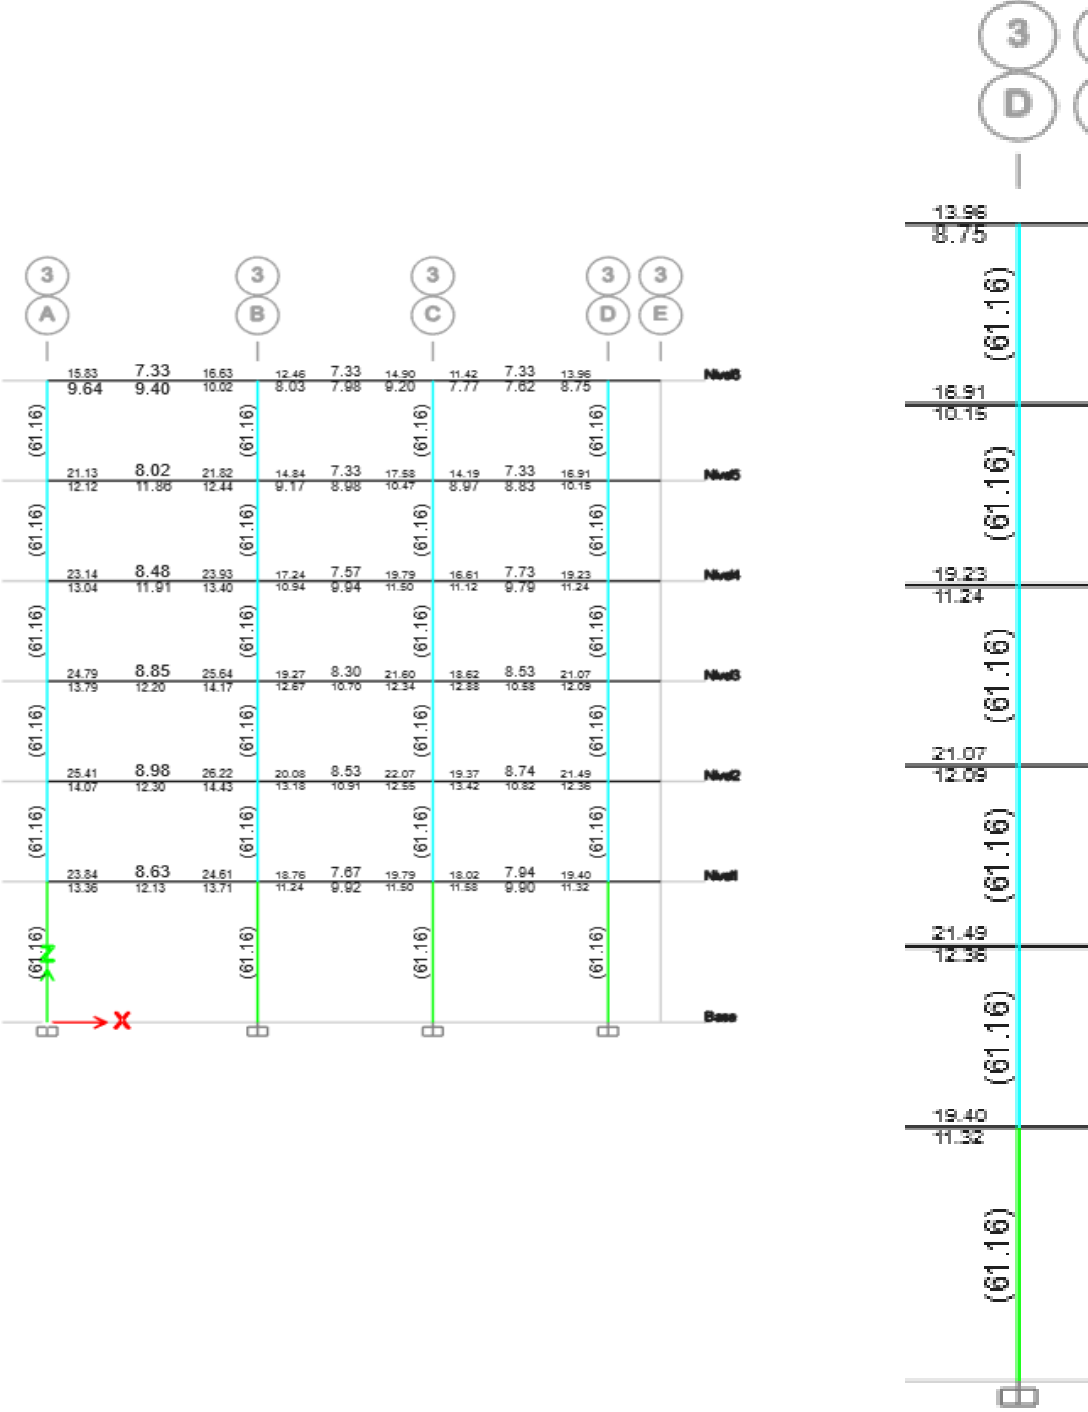 3 3 3 3 3
A B C D E
15.83 7.33 16.63 12.46 7.33 14.90 11.42 7.33 13.96 Nivel6
9.64 9.40 10.02 8.03 7.98 9.20 7.77 7.62 8.75
(61.16) (61.16) (61.16) (61.16)
21.13 8.02 21.82 14.84 7.33 17.58 14.19 7.33 16.91 Nivel5
12.12 11.86 12.44 9.17 8.98 10.47 8.97 8.83 10.15
(61.16) (61.16) (61.16) (61.16)
23.14 8.48 23.93 17.24 7.57 19.79 16.61 7.73 19.23 Nivel4
13.04 11.91 13.40 10.94 9.94 11.50 11.12 9.79 11.24
(61.16) (61.16) (61.16) (61.16)
24.79 8.85 25.64 19.27 8.30 21.60 18.62 8.53 21.07 Nivel3
13.79 12.20 14.17 12.67 10.70 12.34 12.88 10.58 12.09
(61.16) (61.16) (61.16) (61.16)
25.41 8.98 26.22 20.08 8.53 22.07 19.37 8.74 21.49 Nivel2
14.07 12.30 14.43 13.18 10.91 12.55 13.42 10.82 12.36
(61.16) (61.16) (61.16) (61.16)
23.84 8.63 24.61 18.76 7.67 19.79 18.02 7.94 19.40 Nivel1
13.36 12.13 13.71 11.24 9.92 11.50 11.58 9.90 11.32
(61.16) (61.16) (61.16) (61.16)
Z
X Base
3
D
13.96
8.75
(61.16)
16.91
10.15
(61.16)
19.23
11.24
(61.16)
21.07
12.09
(61.16)
21.49
12.36
(61.16)
19.40
11.32
(61.16)